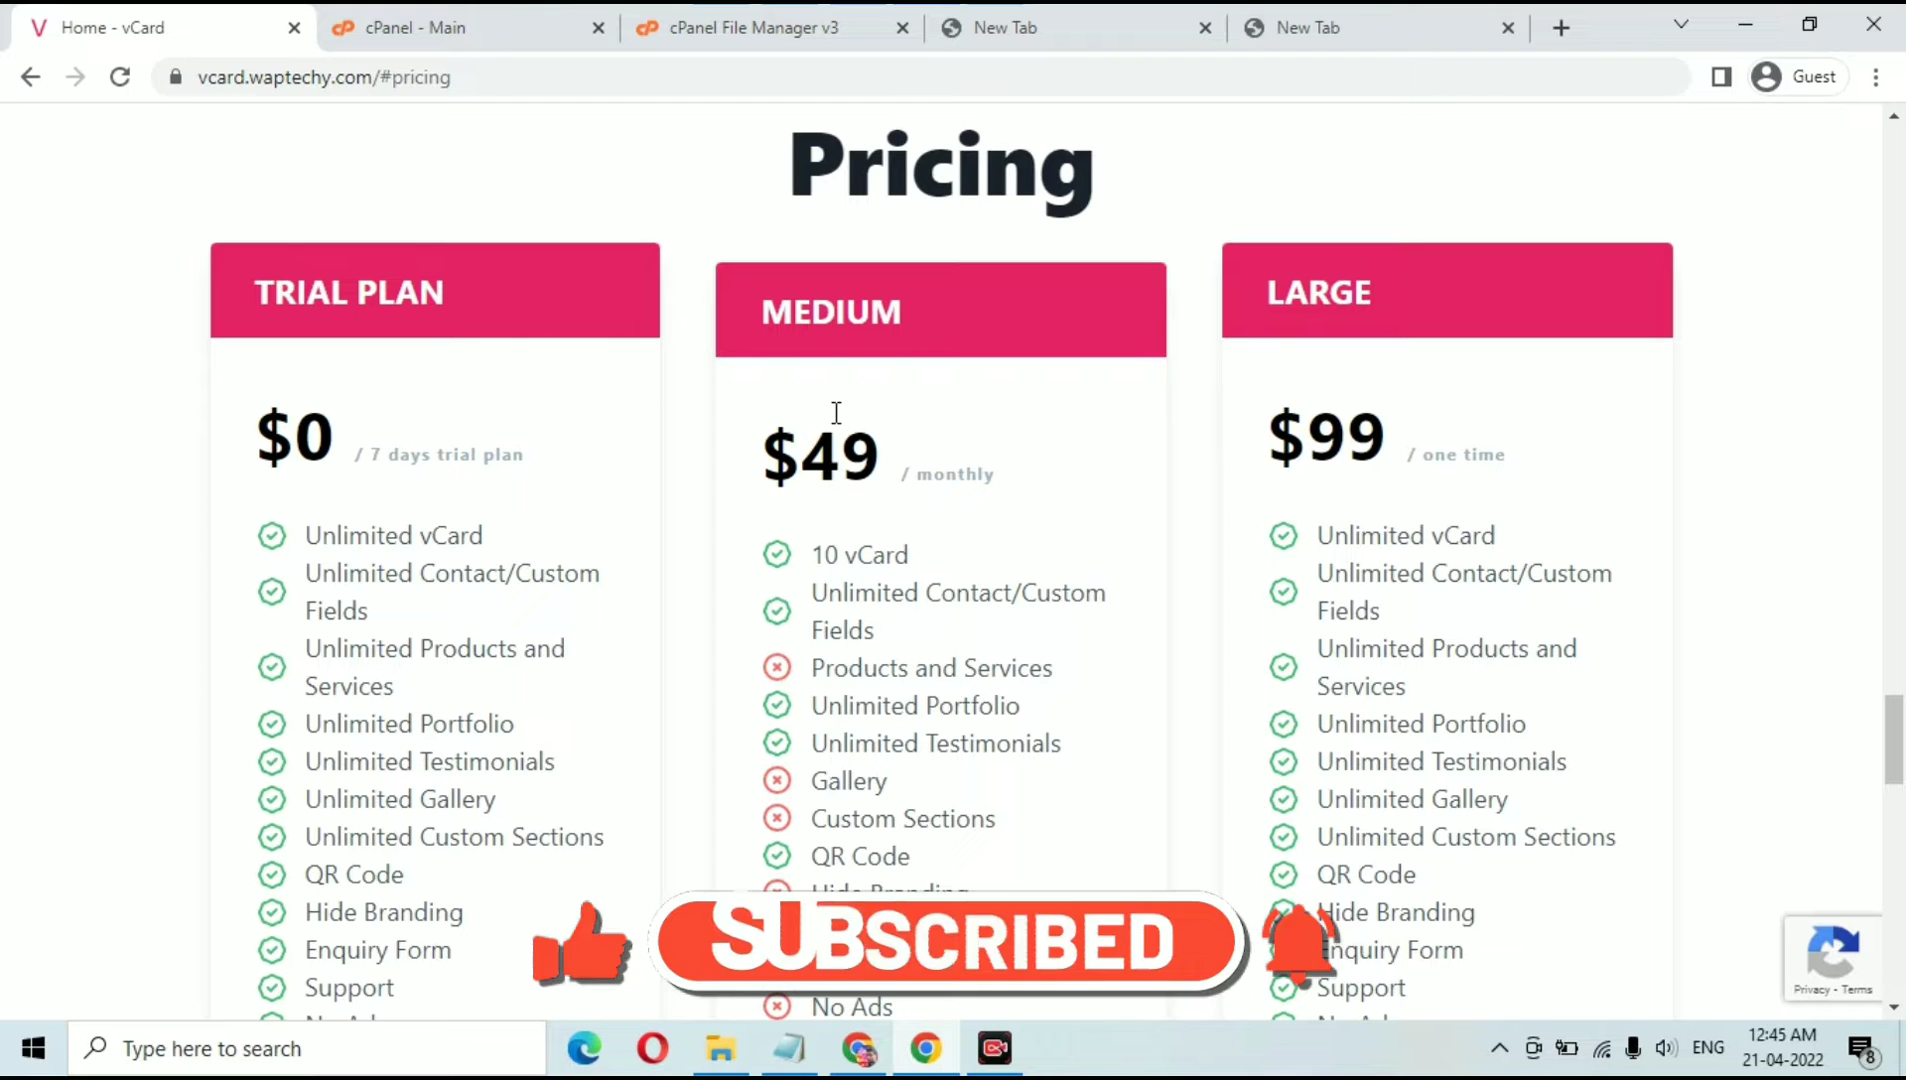 Home - vCard
cPanel - Main
cPanel File Manager v3
New Tab
New Tab
vcard.waptechy.com/#pricing
Guest
Pricing
TRIAL PLAN
$0 / 7 days trial plan
Unlimited vCard
Unlimited Contact/Custom
Fields
Unlimited Products and
Services
Unlimited Portfolio
Unlimited Testimonials
Unlimited Gallery
Unlimited Custom Sections
QR Code
Hide Branding
Enquiry Form
Support
MEDIUM
$49 / monthly
10 vCard
Unlimited Contact/Custom
Fields
Products and Services
Unlimited Portfolio
Unlimited Testimonials
Gallery
Custom Sections
QR Code
Hide Branding
No Ads
LARGE
$99 / one time
Unlimited vCard
Unlimited Contact/Custom
Fields
Unlimited Products and
Services
Unlimited Portfolio
Unlimited Testimonials
Unlimited Gallery
Unlimited Custom Sections
QR Code
Hide Branding
Enquiry Form
Support
SUBSCRIBED
Privacy - Terms
Type here to search
ENG
12:45 AM
21-04-2022
8